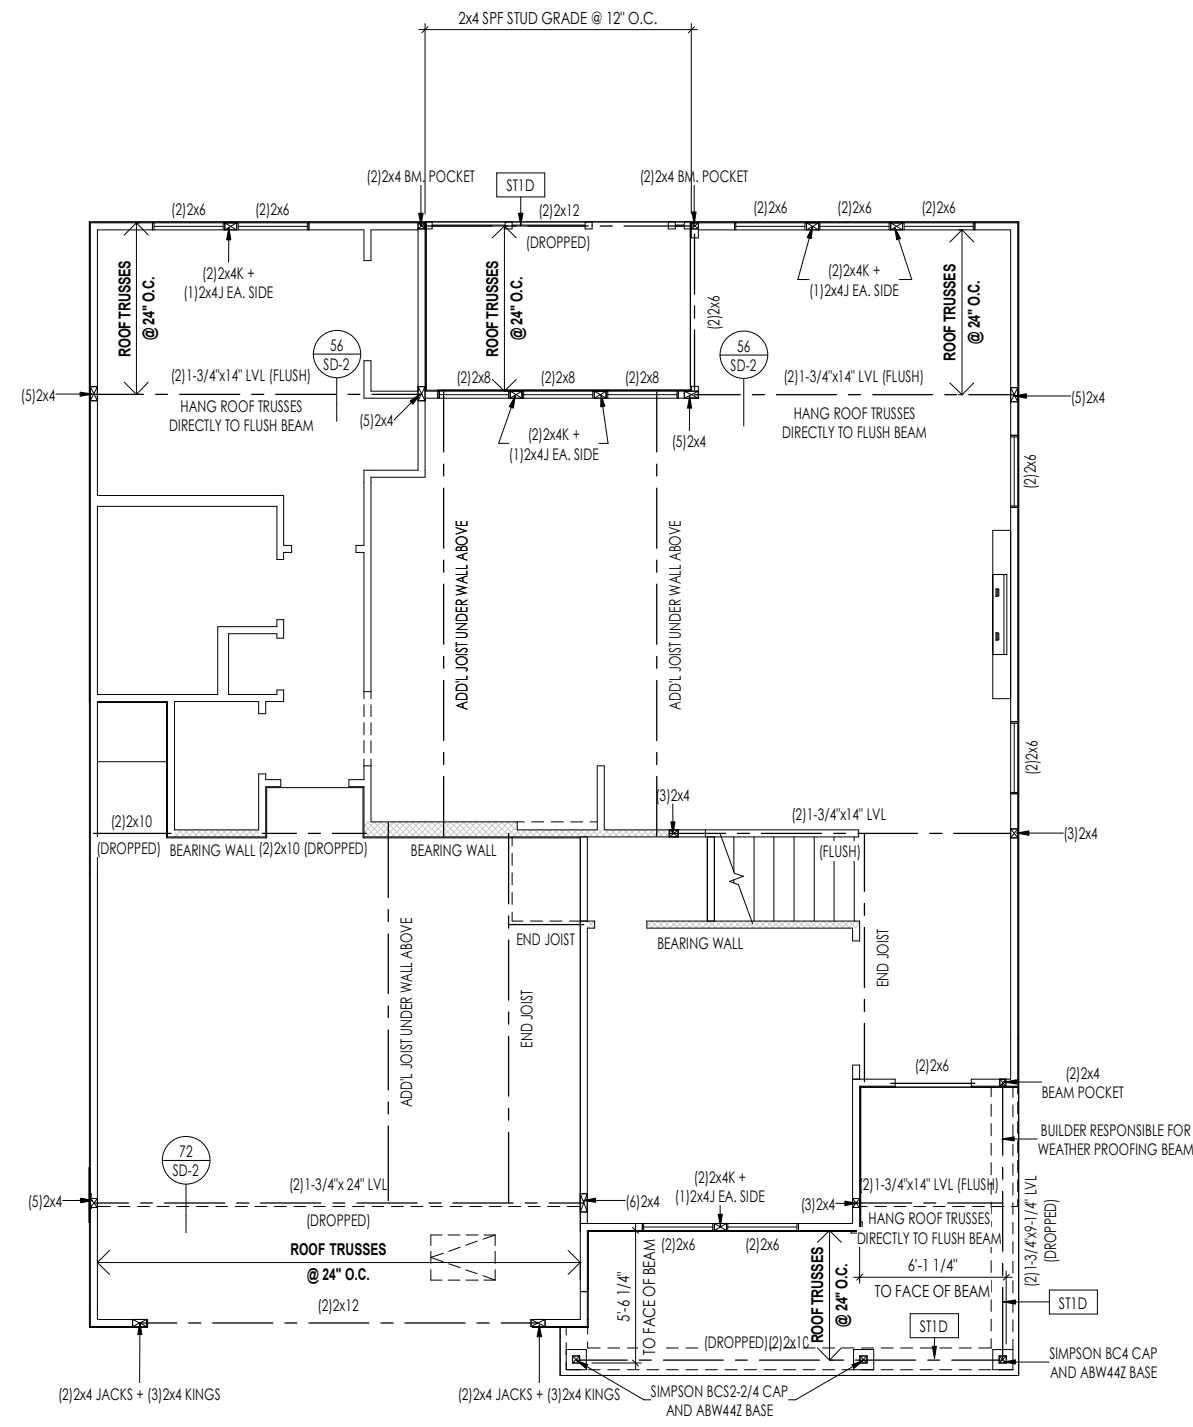 2x4 SPF STUD GRADE @ 12" O.C.
(2)2x4 BM. POCKET
ST1D
(2)2x4 BM. POCKET
(2)2x6
(2)2x6
(2)2x12
(DROPPED)
(2)2x6
(2)2x6
(2)2x6
ROOF TRUSSES
@ 24" O.C.
(2)2x4K +
(1)2x4J EA. SIDE
ROOF TRUSSES
@ 24" O.C.
(2)2x6
(2)2x4K +
(1)2x4J EA. SIDE
ROOF TRUSSES
@ 24" O.C.
56
SD-2
56
SD-2
(2)1-3/4"x14" LVL (FLUSH)
(2)2x8
(2)2x8
(2)2x8
(2)1-3/4"x14" LVL (FLUSH)
(5)2x4
HANG ROOF TRUSSES
DIRECTLY TO FLUSH BEAM
(5)2x4
(2)2x4K +
(1)2x4J EA. SIDE
(5)2x4
HANG ROOF TRUSSES
DIRECTLY TO FLUSH BEAM
(5)2x4
(2)2x6
ADD'L JOIST UNDER WALL ABOVE
ADD'L JOIST UNDER WALL ABOVE
(2)2x6
(3)2x4
(2)1-3/4"x14" LVL
(FLUSH)
(3)2x4
(2)2x10
(DROPPED)
BEARING WALL
(2)2x10 (DROPPED)
BEARING WALL
END JOIST
BEARING WALL
ADD'L JOIST UNDER WALL ABOVE
END JOIST
END JOIST
(2)2x6
(2)2x4
BEAM POCKET
BUILDER RESPONSIBLE FOR
WEATHER PROOFING BEAM
72
SD-2
(5)2x4
(2)1-3/4"x 24" LVL
(DROPPED)
(6)2x4
(2)2x4K +
(1)2x4J EA. SIDE
(3)2x4
(2)1-3/4"x14" LVL (FLUSH)
HANG ROOF TRUSSES
DIRECTLY TO FLUSH BEAM
(2)1-3/4"x9-1/4" LVL
(DROPPED)
ROOF TRUSSES
@ 24" O.C.
(2)2x6
(2)2x6
5'-6 1/4"
TO FACE OF BEAM
ROOF TRUSSES
@ 24" O.C.
6'-1 1/4"
TO FACE OF BEAM
ST1D
(2)2x12
(DROPPED)(2)2x10
ST1D
(2)2x4 JACKS + (3)2x4 KINGS
(2)2x4 JACKS + (3)2x4 KINGS
SIMPSON BCS2-2/4 CAP
AND ABW44Z BASE
SIMPSON BC4 CAP
AND ABW44Z BASE